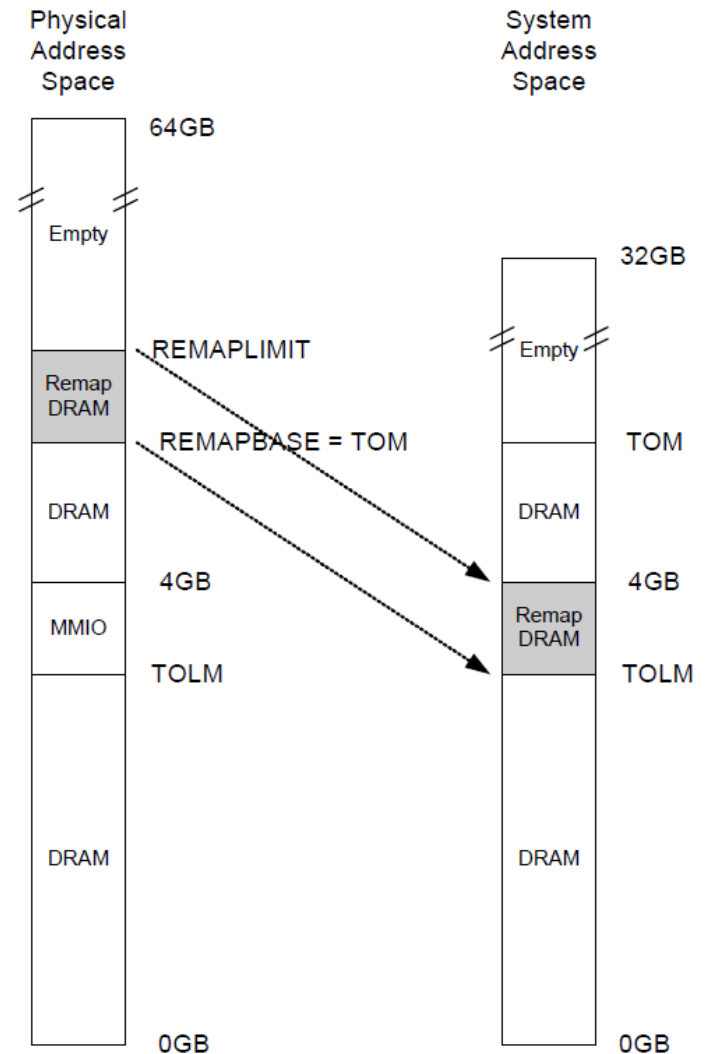 Physical
Address
Space
System
Address
Space
64GB
Empty
32GB
REMAPLIMIT
Empty
Remap
DRAM
REMAPBASE = TOM
TOM
DRAM
DRAM
4GB
4GB
MMIO
Remap
DRAM
TOLM
TOLM
DRAM
DRAM
0GB
0GB